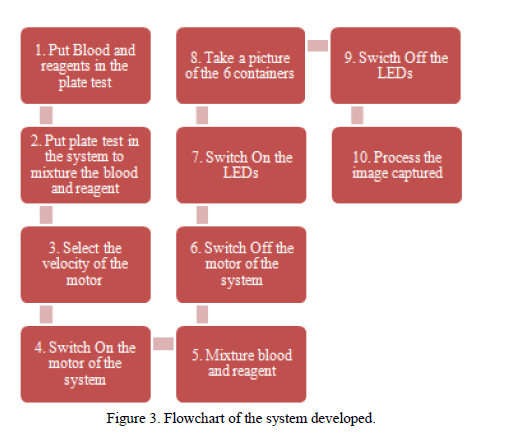 1. Put Blood and
reagents in the
plate test
2. Put plate test in
the system to
mixture the blood
and reagent
3. Select the
velocity of the
motor
4. Switch On the
motor of the
system
5. Mixture blood
and reagent
6. Switch Off the
motor of the
system
7. Switch On the
LEDs
8. Take a picture
of the 6 containers
9. Swicth Off the
LEDs
10. Process the
image captured
Figure 3. Flowchart of the system developed.